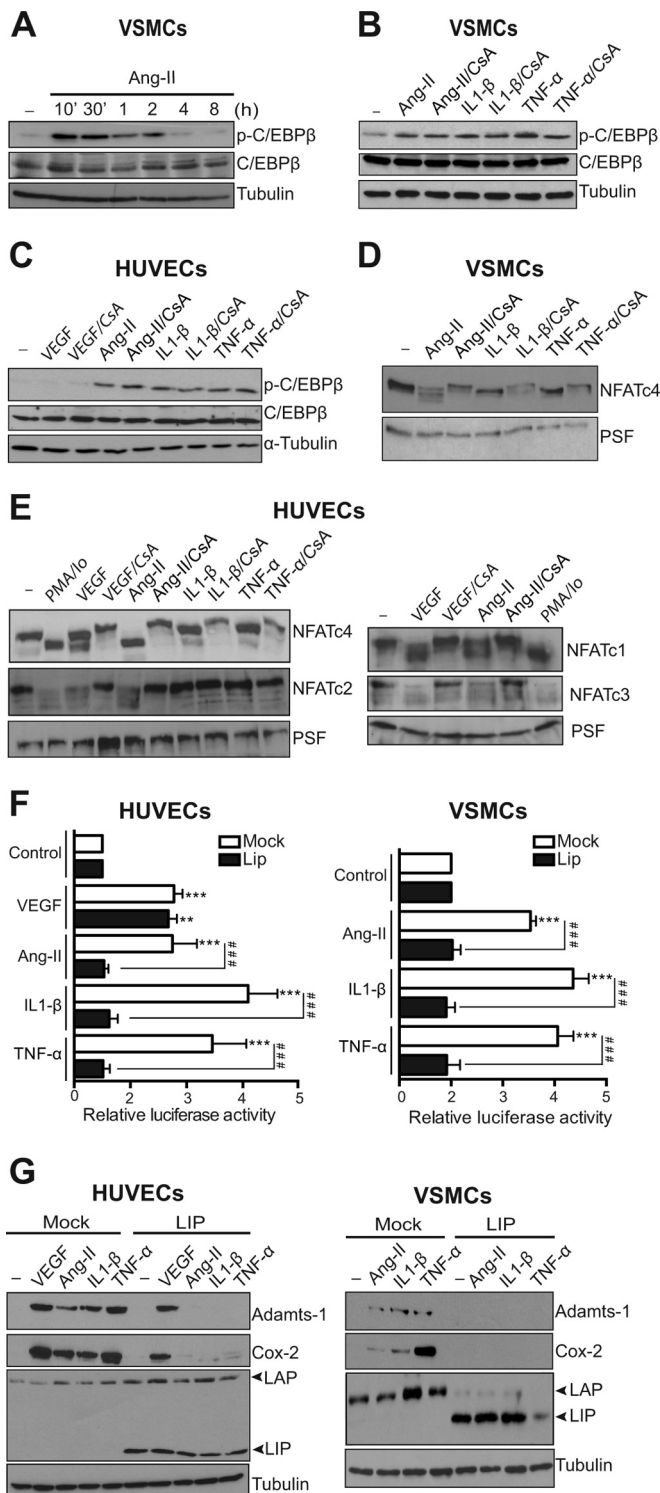 A
VSMCs
Ang-II
– 10' 30' 1 2 4 8 (h)
p-C/EBPβ
C/EBPβ
Tubulin
B
VSMCs
– Ang-II Ang-II/CsA IL1-β IL1-β/CsA TNF-α TNF-α/CsA
p-C/EBPβ
C/EBPβ
Tubulin
C
HUVECs
– VEGF VEGF/CsA Ang-II Ang-II/CsA IL1-β IL1-β/CsA TNF-α TNF-α/CsA
p-C/EBPβ
C/EBPβ
α-Tubulin
D
VSMCs
– Ang-II Ang-II/CsA IL1-β IL1-β/CsA TNF-α TNF-α/CsA
NFATc4
PSF
E
HUVECs
– PMA/Io VEGF VEGF/CsA Ang-II Ang-II/CsA IL1-β IL1-β/CsA TNF-α TNF-α/CsA
NFATc4
NFATc2
PSF
– VEGF VEGF/CsA Ang-II Ang-II/CsA PMA/Io
NFATc1
NFATc3
PSF
F
HUVECs
Mock
Lip
Control
VEGF *** **
Ang-II *** ###
IL1-β *** ###
TNF-α *** ###
0 1 2 3 4 5
Relative luciferase activity
VSMCs
Mock
Lip
Control
Ang-II *** ###
IL1-β *** ###
TNF-α *** ###
0 1 2 3 4 5
Relative luciferase activity
G
HUVECs
Mock LIP
– VEGF Ang-II IL1-β TNF-α – VEGF Ang-II IL1-β TNF-α
Adamts-1
Cox-2
LAP
LIP
Tubulin
VSMCs
Mock LIP
– Ang-II IL1-β TNF-α – Ang-II IL1-β TNF-α
Adamts-1
Cox-2
LAP
LIP
Tubulin